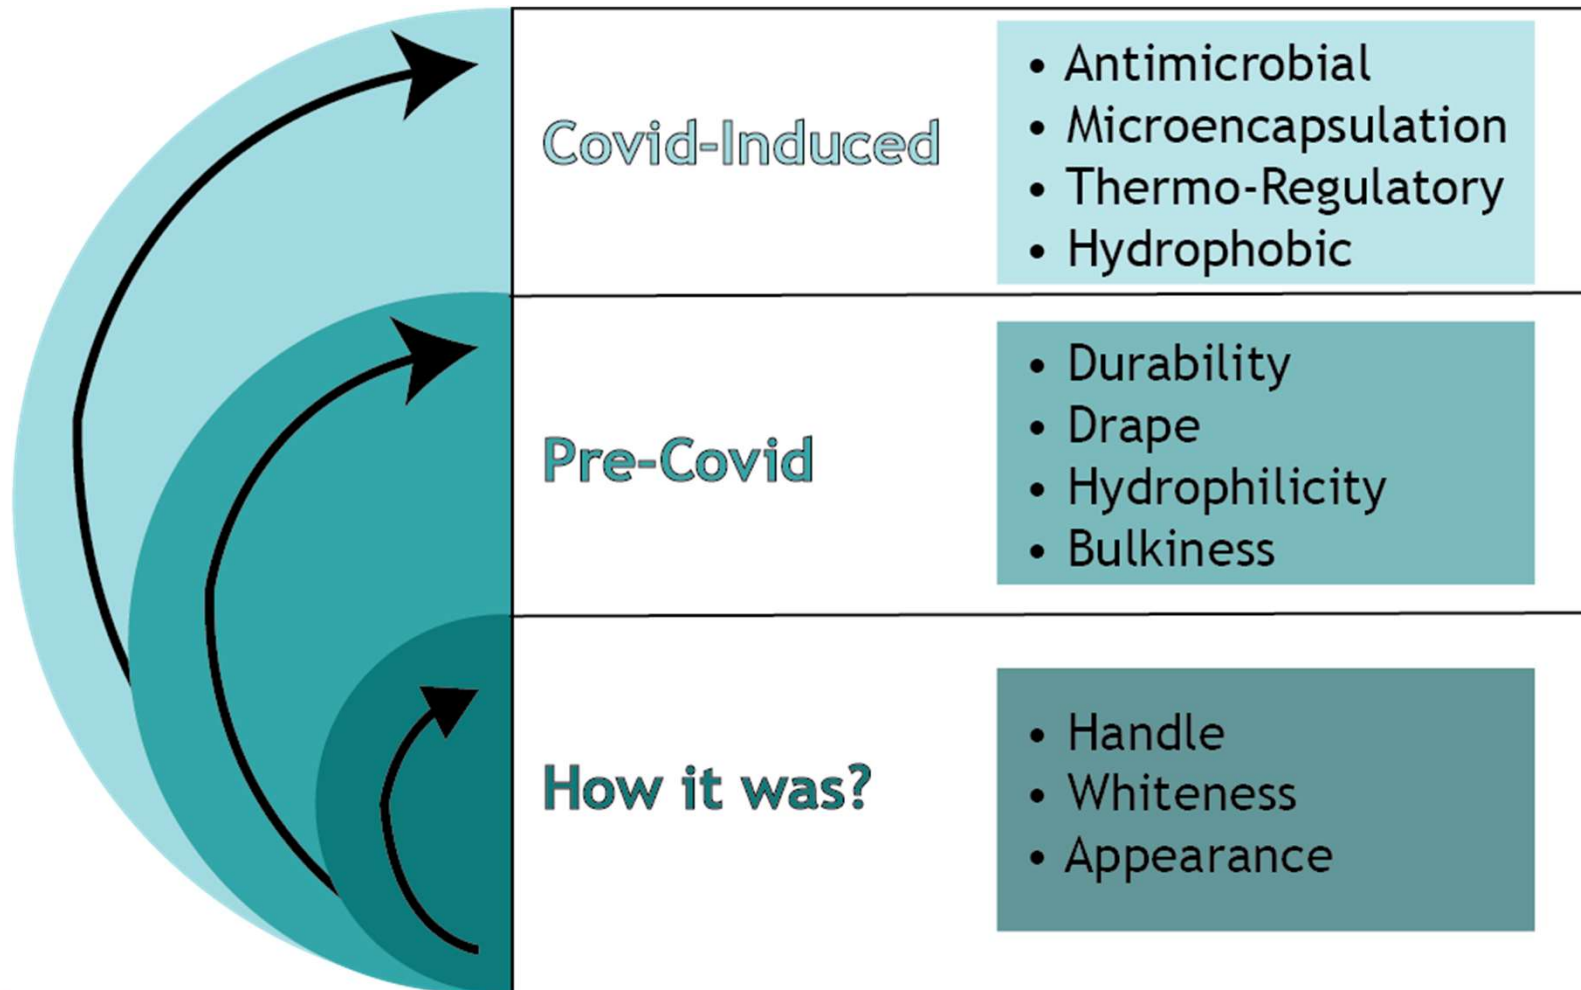 Covid-Induced
• Antimicrobial
• Microencapsulation
• Thermo-Regulatory
• Hydrophobic
Pre-Covid
• Durability
• Drape
• Hydrophilicity
• Bulkiness
How it was?
• Handle
• Whiteness
• Appearance